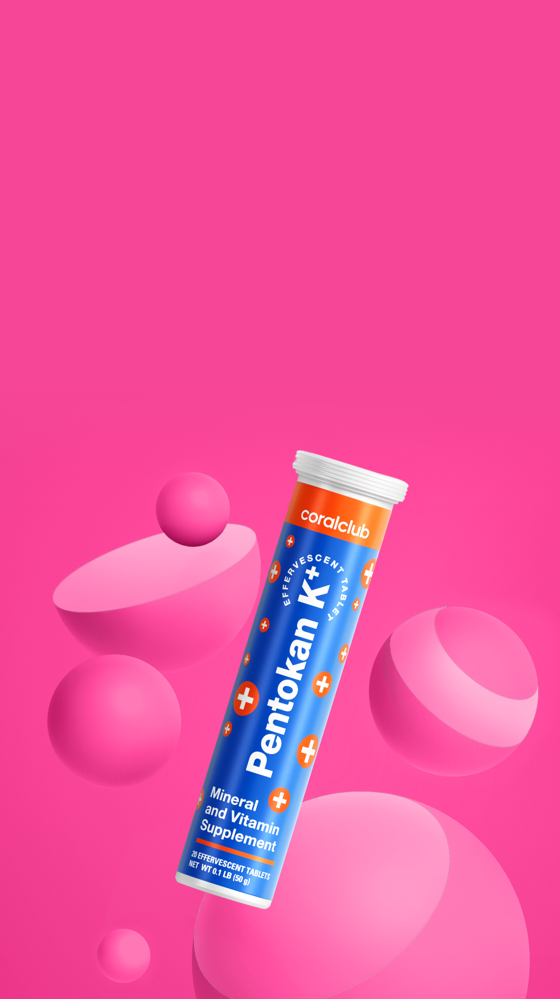 coralclub
EFFERVESCENT TABLET
Pentokan K+
Mineral
and Vitamin
Supplement
20 EFFERVESCENT TABLETS
NET WT 0.1 LB (50 g)